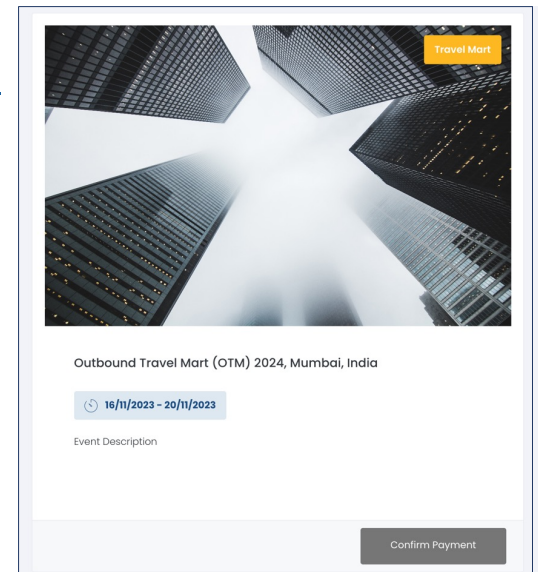 Travel Mart
Outbound Travel Mart (OTM) 2024, Mumbai, India
16/11/2023 - 20/11/2023
Event Description
Confirm Payment